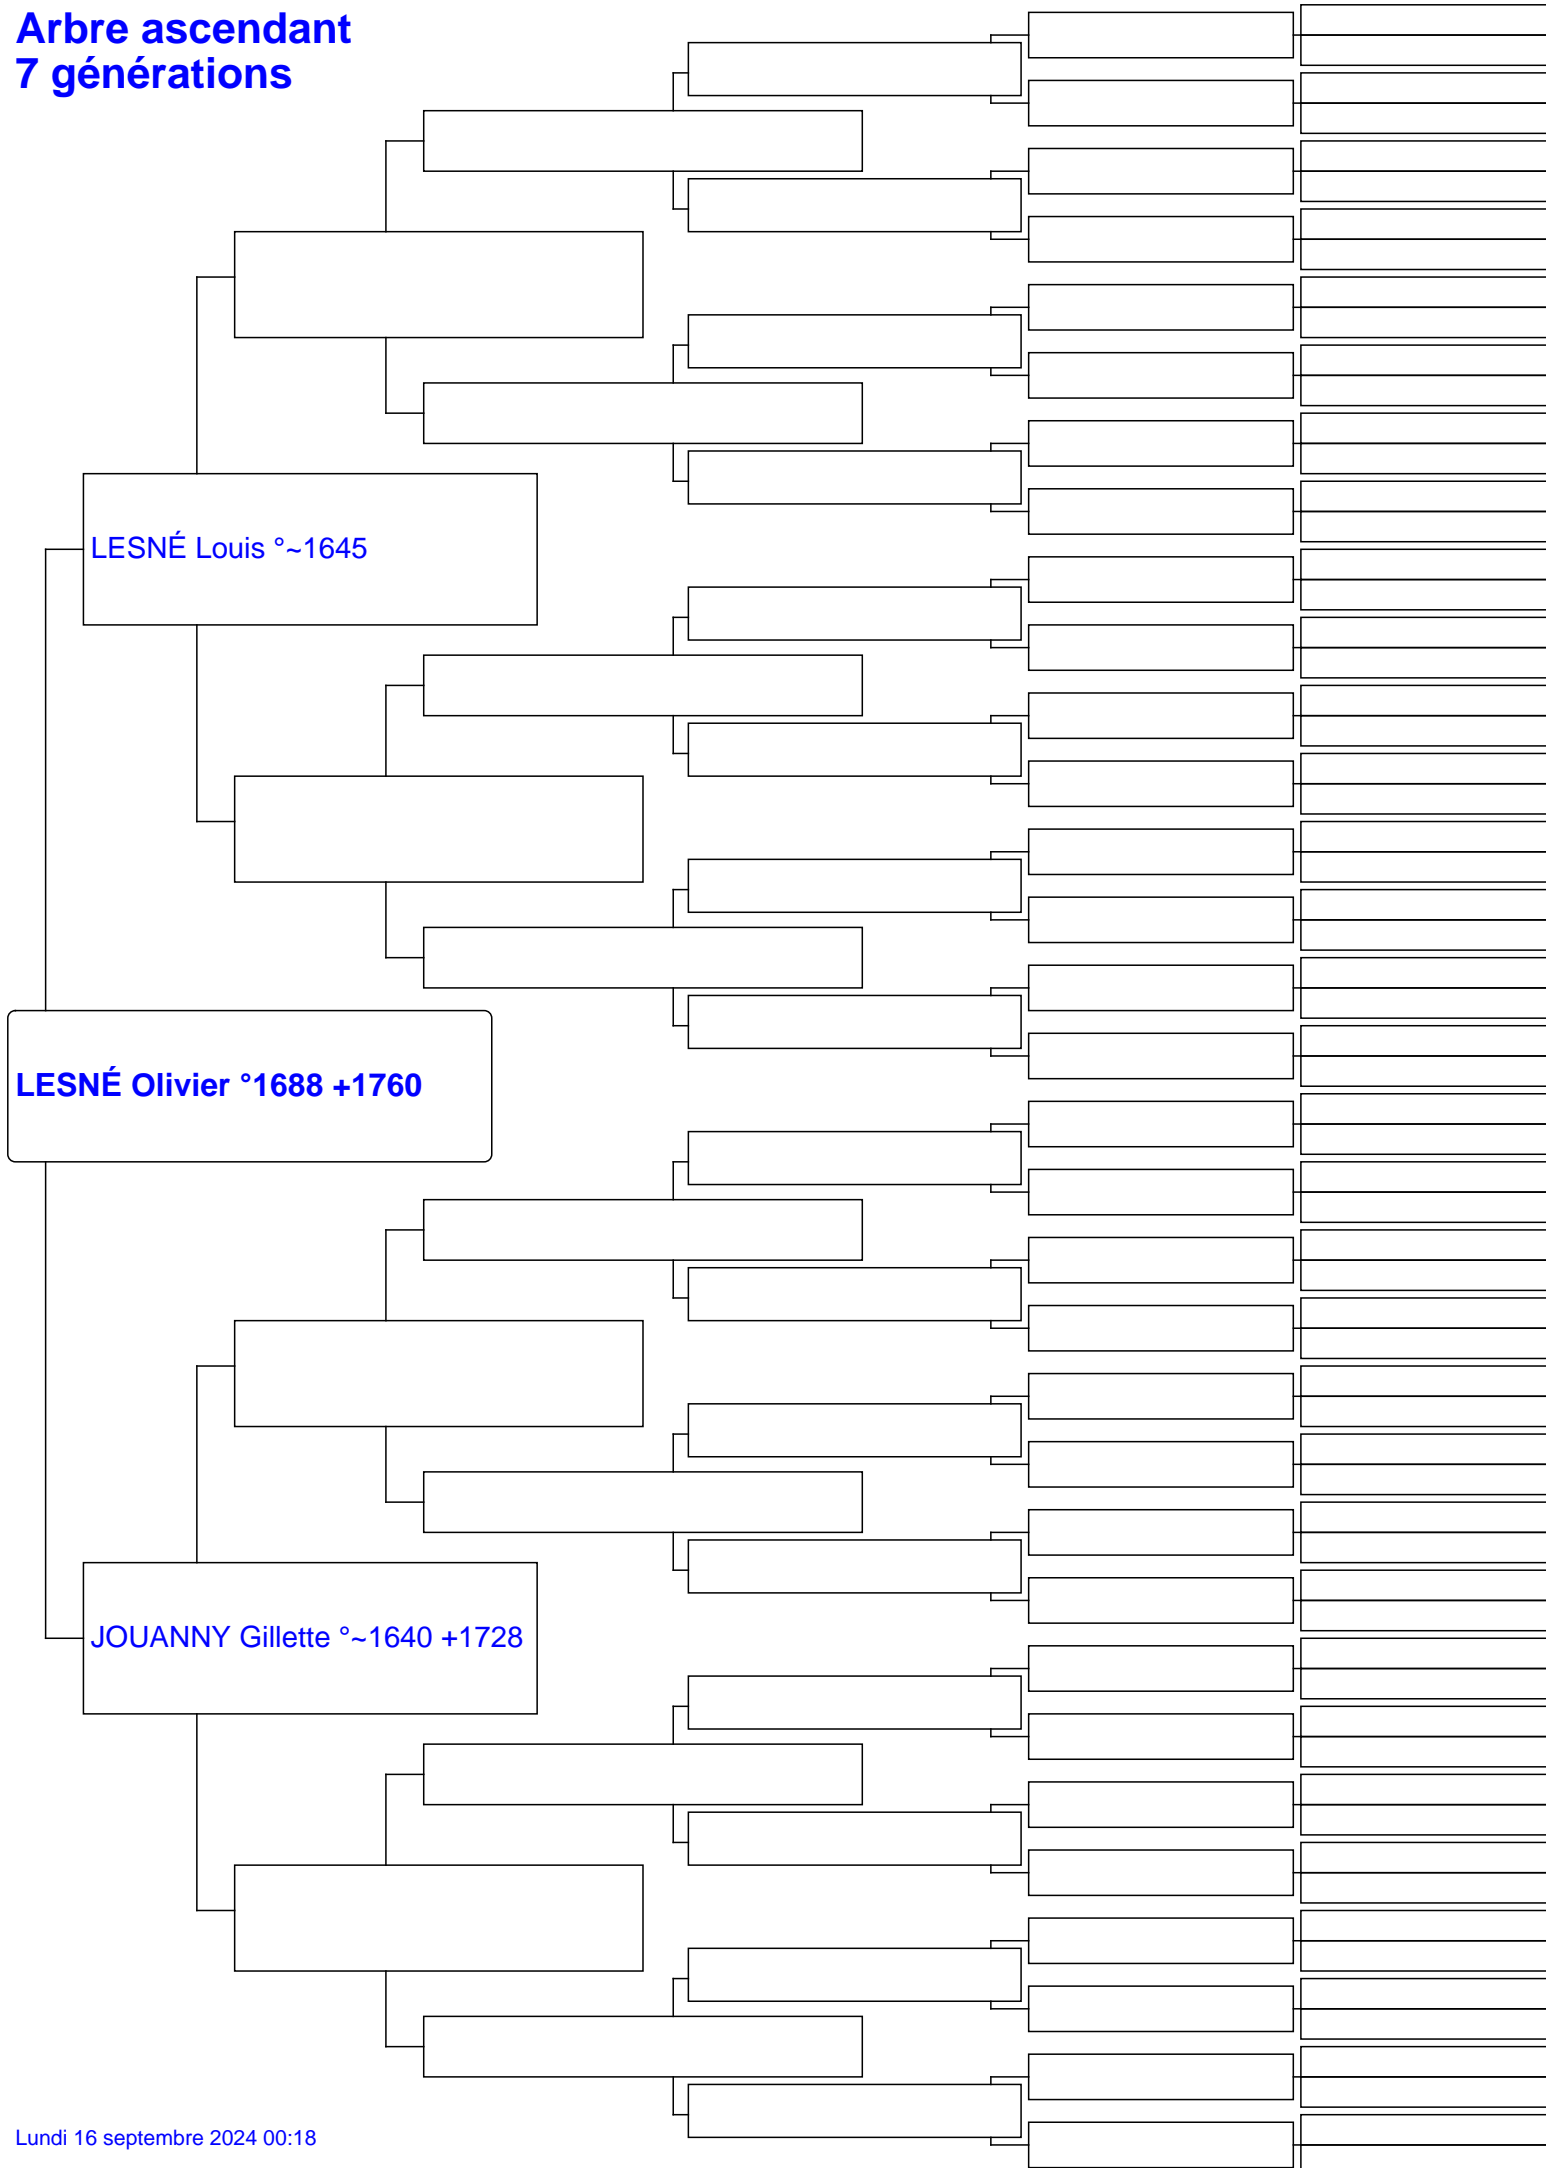 Arbre ascendant
7 générations
LESNÉ Louis °~1645
LESNÉ Olivier °1688 +1760
JOUANNY Gillette °~1640 +1728
Lundi 16 septembre 2024 00:18